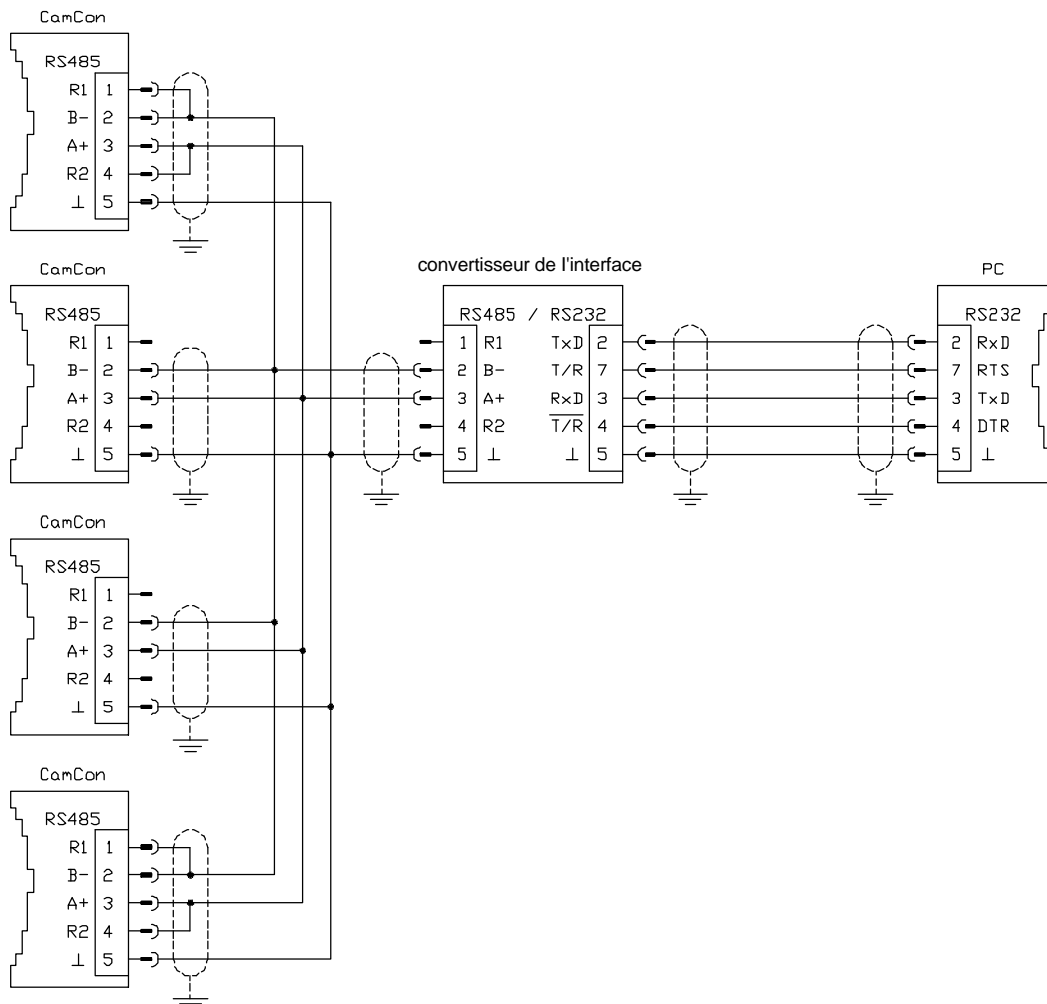 CamCon
RS485
R1 1
B- 2
A+ 3
R2 4
⊥ 5
CamCon
RS485
R1 1
B- 2
A+ 3
R2 4
⊥ 5
convertisseur de l'interface
RS485 / RS232
1 R1 TxD 2
2 B- T/R 7
3 A+ RxD 3
4 R2 T/R 4
5 ⊥ ⊥ 5
PC
RS232
2 RxD
7 RTS
3 TxD
4 DTR
5 ⊥
CamCon
RS485
R1 1
B- 2
A+ 3
R2 4
⊥ 5
CamCon
RS485
R1 1
B- 2
A+ 3
R2 4
⊥ 5